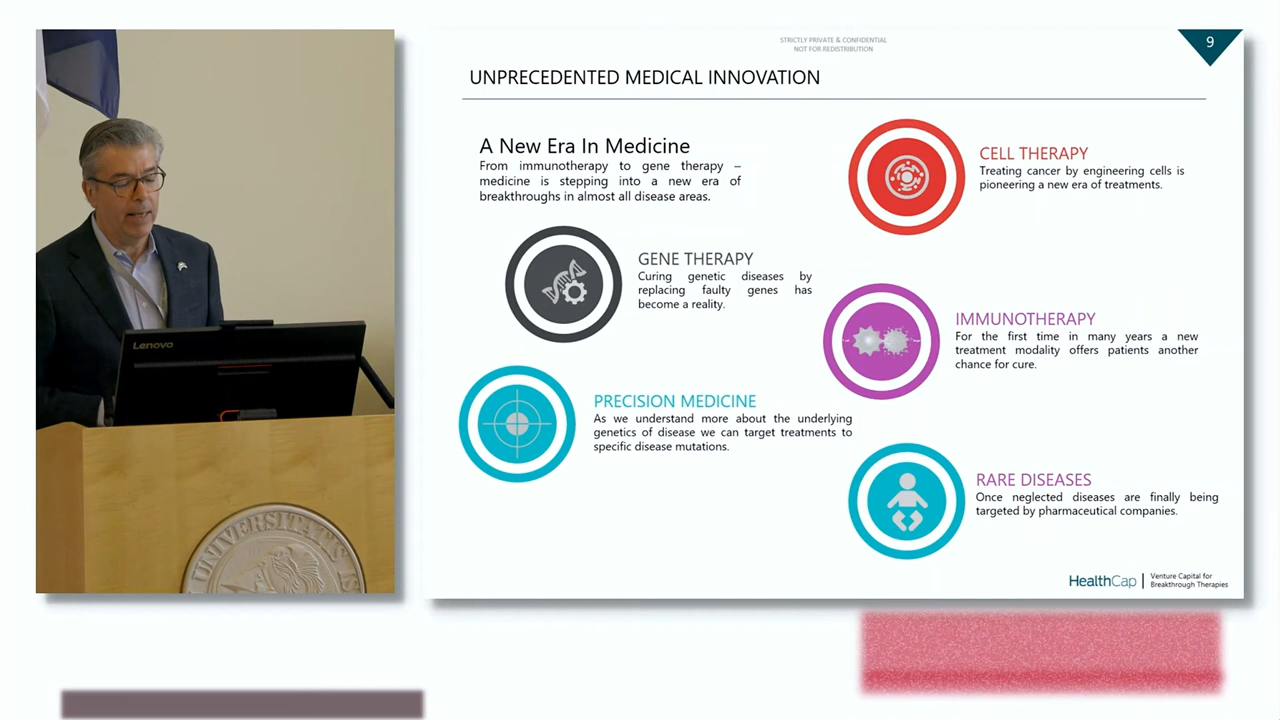 STRICTLY PRIVATE & CONFIDENTIAL
NOT FOR REDISTRIBUTION
9
UNPRECEDENTED MEDICAL INNOVATION
A New Era In Medicine
From immunotherapy to gene therapy –
medicine is stepping into a new era of
breakthroughs in almost all disease areas.
CELL THERAPY
Treating cancer by engineering cells is
pioneering a new era of treatments.
GENE THERAPY
Curing genetic diseases by
replacing faulty genes has
become a reality.
IMMUNOTHERAPY
For the first time in many years a new
treatment modality offers patients another
chance for cure.
PRECISION MEDICINE
As we understand more about the underlying
genetics of disease we can target treatments to
specific disease mutations.
RARE DISEASES
Once neglected diseases are finally being
targeted by pharmaceutical companies.
HealthCap
Venture Capital for
Breakthrough Therapies
Lenovo
UNIVERSITATIS